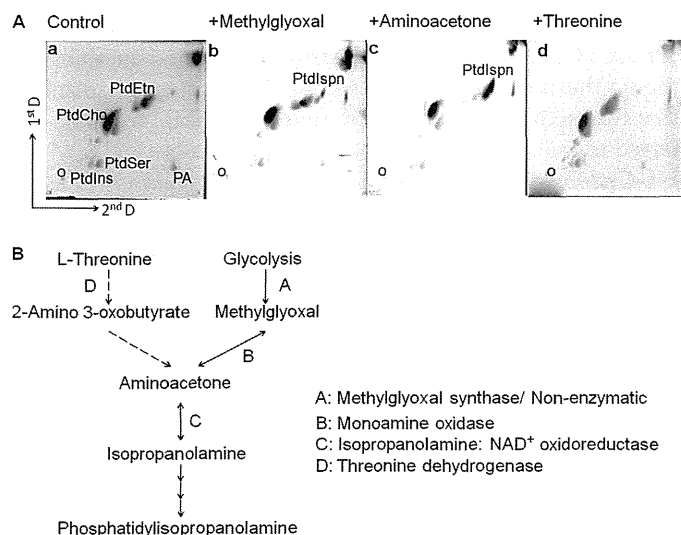 A Control +Methylglyoxal +Aminoacetone +Threonine
a b c d
PtdIspn PtdIspn
PtdEtn
PtdCho
1st D
PtdSer
o PtdIns PA o o o
2nd D
B
L-Threonine Glycolysis
D A
2-Amino 3-oxobutyrate Methylglyoxal
B
Aminoacetone
C
Isopropanolamine
Phosphatidylisopropanolamine
A: Methylglyoxal synthase/ Non-enzymatic
B: Monoamine oxidase
C: Isopropanolamine: NAD+ oxidoreductase
D: Threonine dehydrogenase